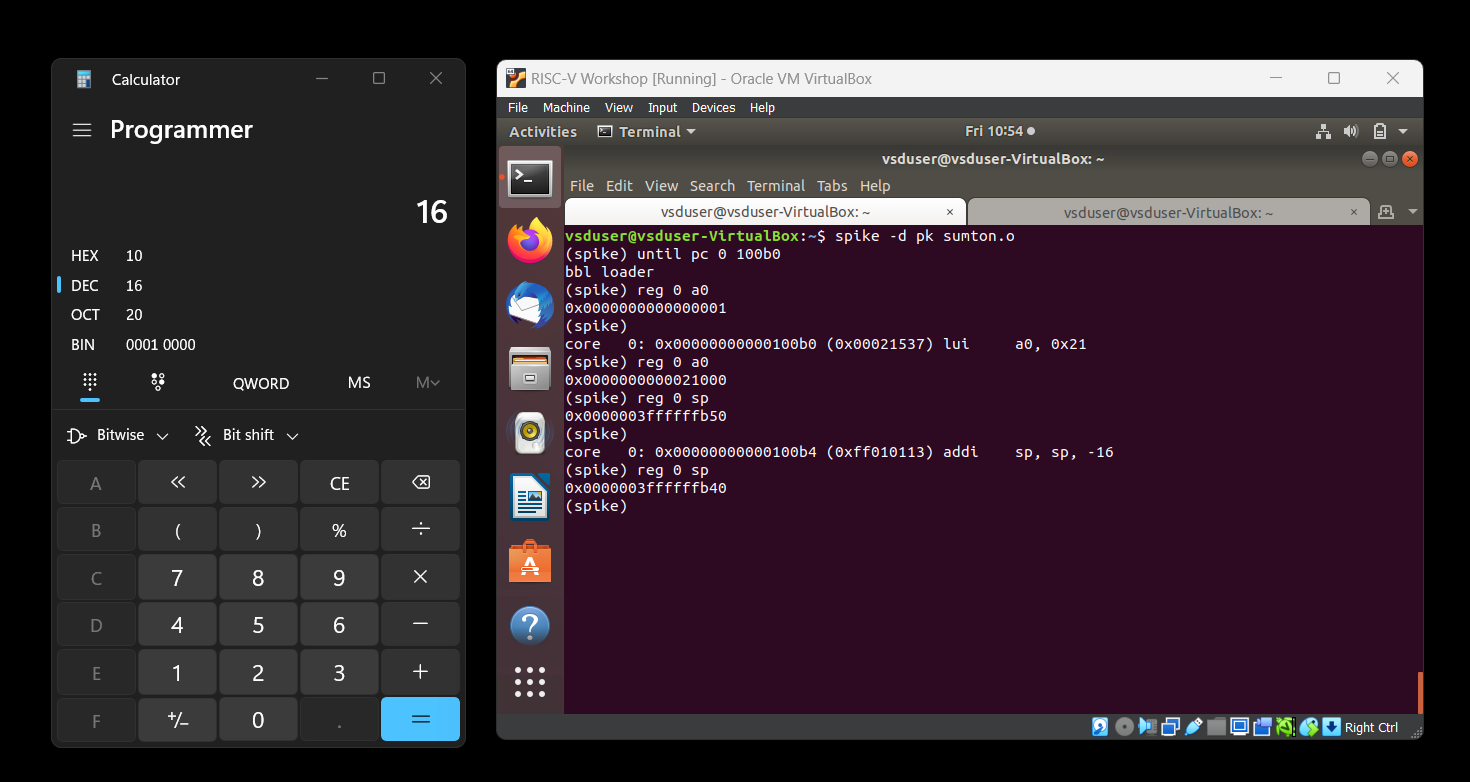 Calculator
Programmer
16
HEX 10
DEC 16
OCT 20
BIN 0001 0000
QWORD MS M
Bitwise Bit shift
A << >> CE
B ( ) % ÷
C 7 8 9 ×
D 4 5 6 −
E 1 2 3 +
F +/− 0 . =
RISC-V Workshop [Running] - Oracle VM VirtualBox
File Machine View Input Devices Help
Activities Terminal Fri 10:54
vsduser@vsduser-VirtualBox: ~
File Edit View Search Terminal Tabs Help
vsduser@vsduser-VirtualBox: ~ × vsduser@vsduser-VirtualBox: ~ ×
vsduser@vsduser-VirtualBox:~$ spike -d pk sumton.o
(spike) until pc 0 100b0
bbl loader
(spike) reg 0 a0
0x0000000000000001
(spike)
core   0: 0x00000000000100b0 (0x00021537) lui     a0, 0x21
(spike) reg 0 a0
0x0000000000021000
(spike) reg 0 sp
0x0000003ffffffb50
(spike)
core   0: 0x00000000000100b4 (0xff010113) addi    sp, sp, -16
(spike) reg 0 sp
0x0000003ffffffb40
(spike)
Right Ctrl